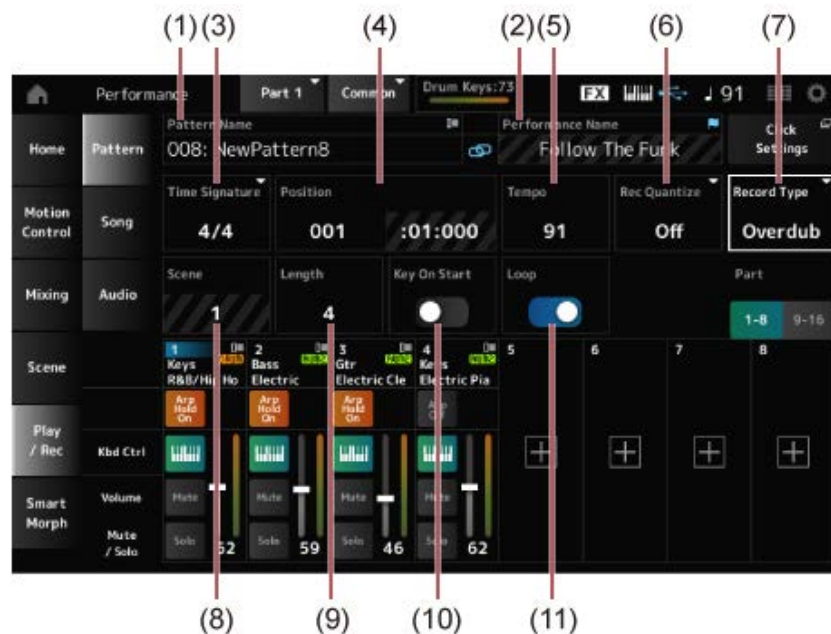 (1) (3) (4) (2) (5) (6) (7)
Performance Part 1 Common Drum Keys:73 FX 91
Home Pattern Pattern Name Performance Name Click Settings
008: NewPattern8 Follow The Funk
Motion Control Song Time Signature Position Tempo Rec Quantize Record Type
4/4 001 :01:000 91 Off Overdub
Mixing Audio Scene Length Key On Start Loop Part
1 4 1-8 9-16
Scene 1 2 3 4 5 6 7 8
Keys Bass Gtr Keys
R&B/Hip Ho Electric Electric Cle Electric Pia
Arp Hold On Arp Hold On Arp Hold On Arp Off
Play / Rec Kbd Ctrl
Smart Morph Volume Mute Mute Mute Mute
Mute / Solo Solo Solo Solo 62
59 46
(8) (9) (10) (11)